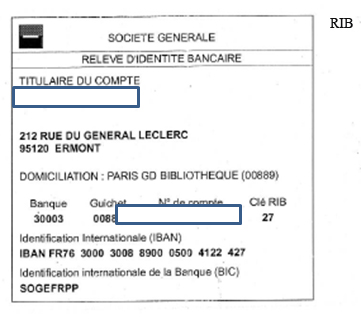 RIB
SOCIETE GENERALE
RELEVE D'IDENTITE BANCAIRE
TITULAIRE DU COMPTE
212 RUE DU GENERAL LECLERC
95120 ERMONT
DOMICILIATION : PARIS GD BIBLIOTHEQUE (00889)
Banque Guichet N° de compte Clé RIB
30003 0088 27
Identification Internationale (IBAN)
IBAN FR76 3000 3008 8900 0500 4122 427
Identification internationale de la Banque (BIC)
SOGEFRPP